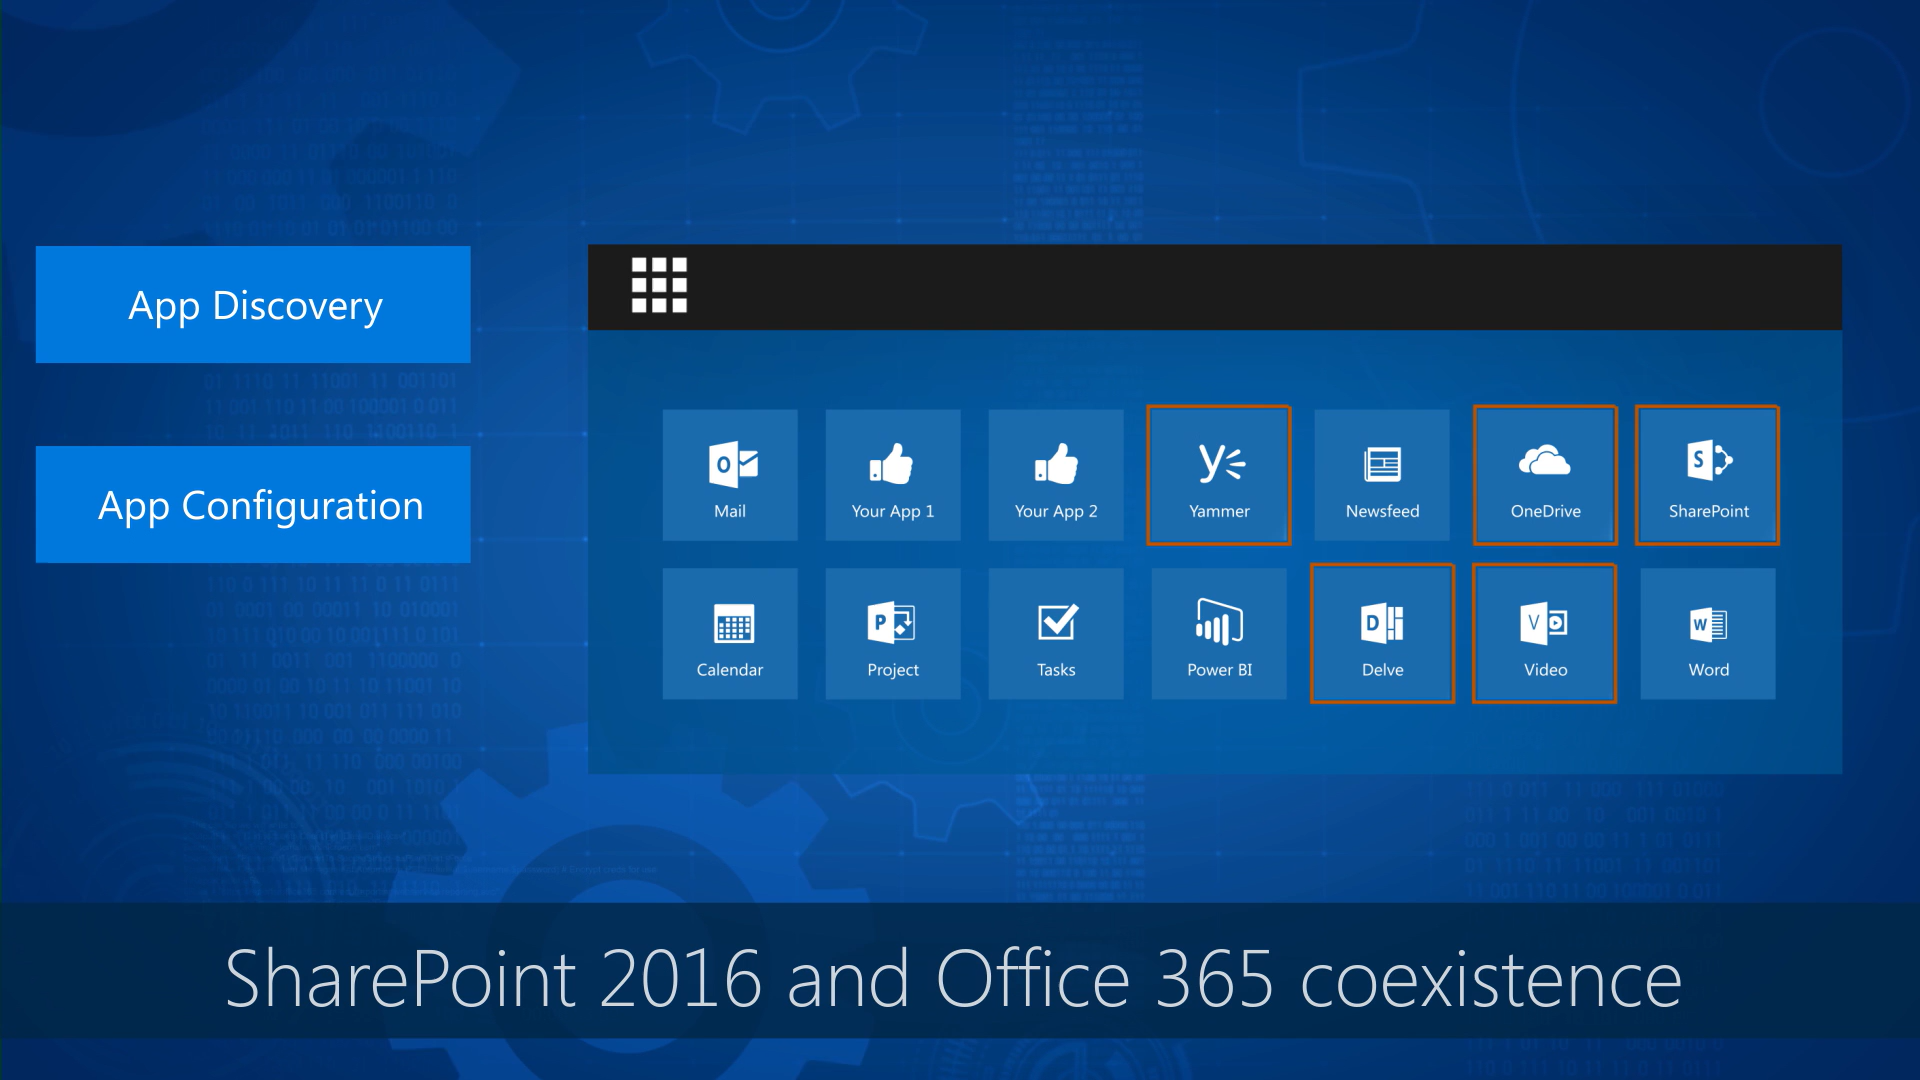 App Discovery
App Configuration
Mail
Your App 1
Your App 2
Yammer
Newsfeed
OneDrive
SharePoint
Calendar
Project
Tasks
Power BI
Delve
Video
Word
SharePoint 2016 and Office 365 coexistence